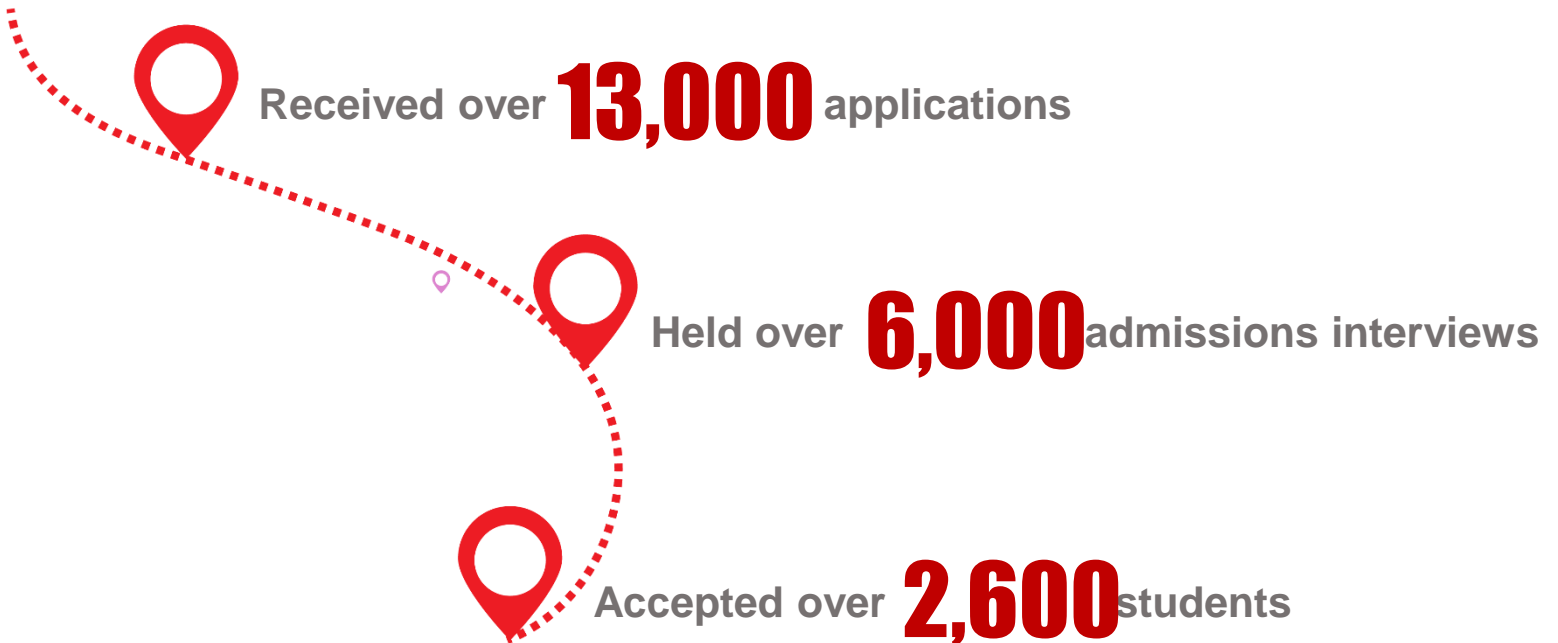 Received over 13,000 applications
Held over 6,000 admissions interviews
Accepted over 2,600 students